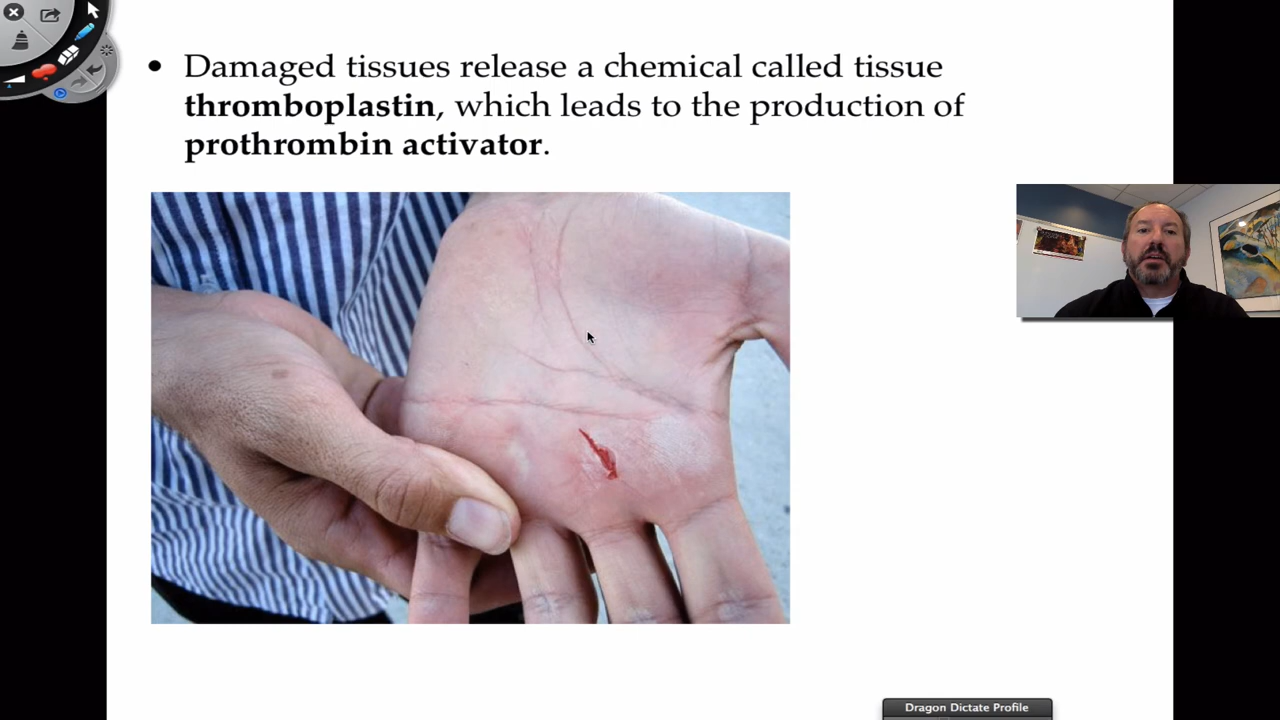 • Damaged tissues release a chemical called tissue
thromboplastin, which leads to the production of
prothrombin activator.
Dragon Dictate Profile